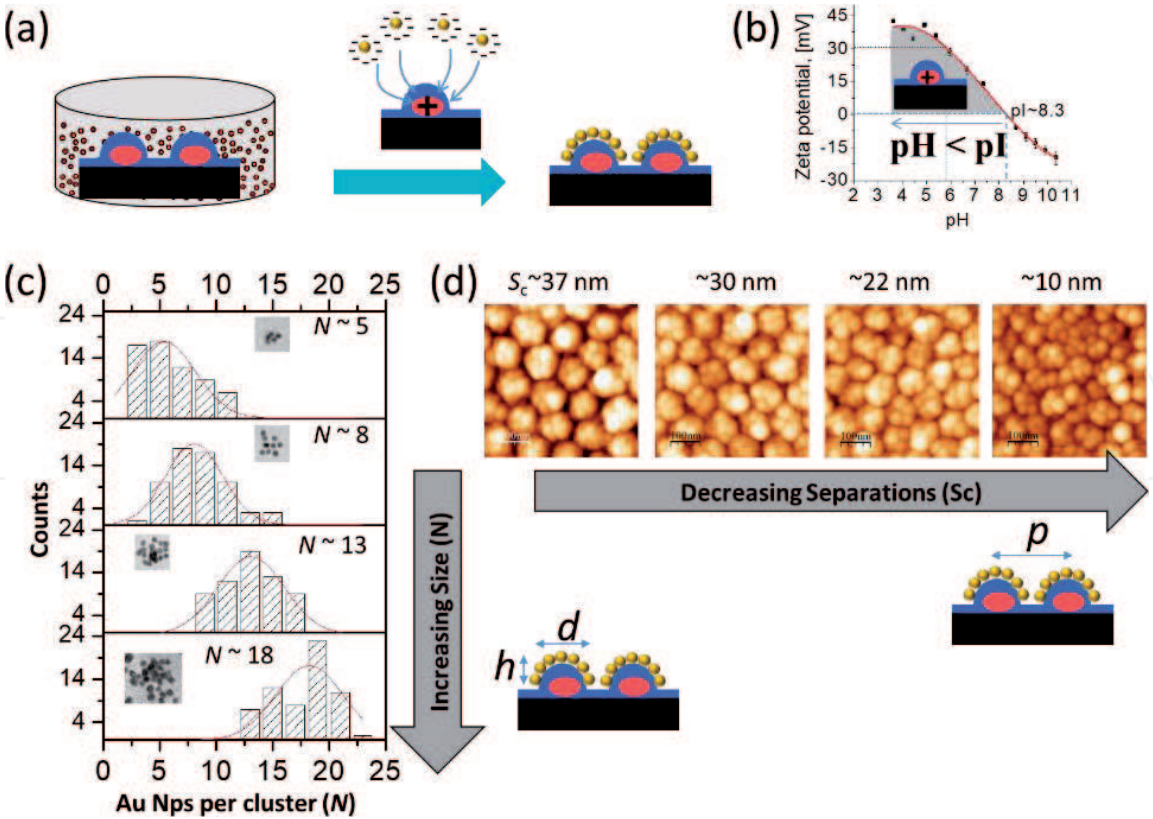 (a)
+
(b)
Zeta potential, [mV]
45
30
15
0
-15
-30
+
pI~8.3
pH < pI
2 3 4 5 6 7 8 9 10 11
pH
(c)
0 5 10 15 20 25
24
14
4
N ~ 5
24
14
4
N ~ 8
24
14
4
N ~ 13
24
14
4
N ~ 18
Counts
0 5 10 15 20 25
Au Nps per cluster (N)
Increasing Size (N)
(d)
Sc~37 nm ~30 nm ~22 nm ~10 nm
100nm 100nm 100nm 100nm
Decreasing Separations (Sc)
p
d
h